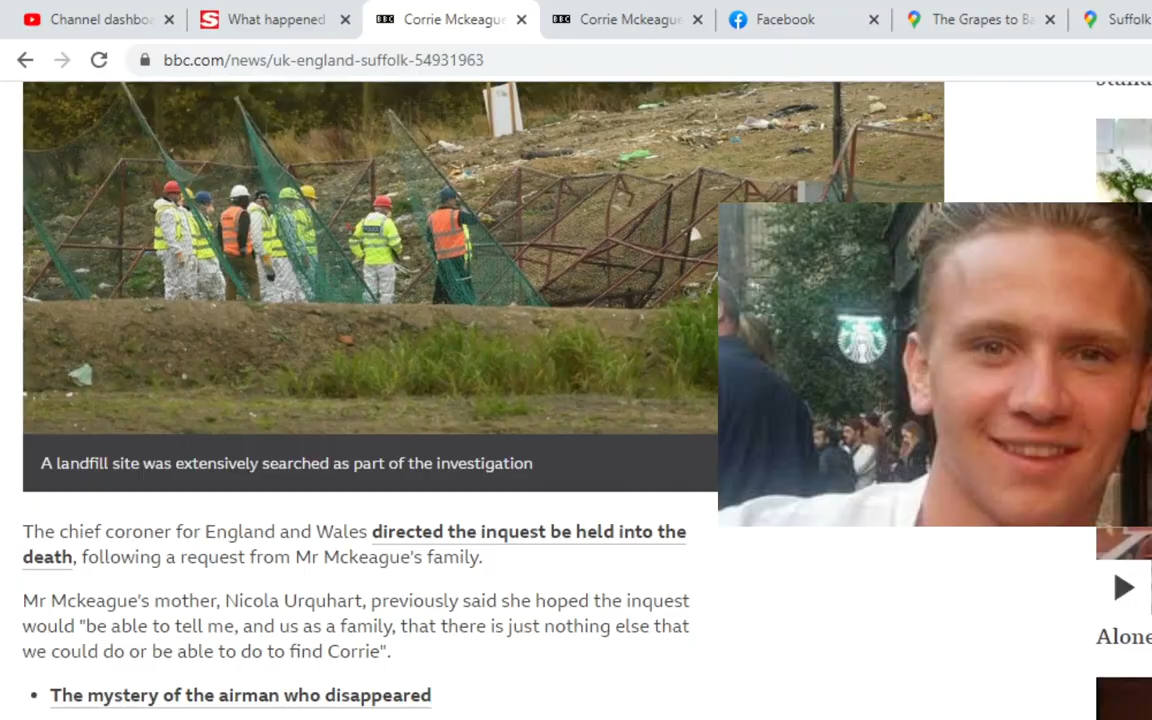 Channel dashboa
What happened
BBC Corrie Mckeague
BBC Corrie Mckeague
Facebook
The Grapes to Ba
Suffolk
bbc.com/news/uk-england-suffolk-54931963
A landfill site was extensively searched as part of the investigation
The chief coroner for England and Wales directed the inquest be held into the
death, following a request from Mr Mckeague's family.
Mr Mckeague's mother, Nicola Urquhart, previously said she hoped the inquest
would "be able to tell me, and us as a family, that there is just nothing else that
we could do or be able to do to find Corrie".
• The mystery of the airman who disappeared
Alone